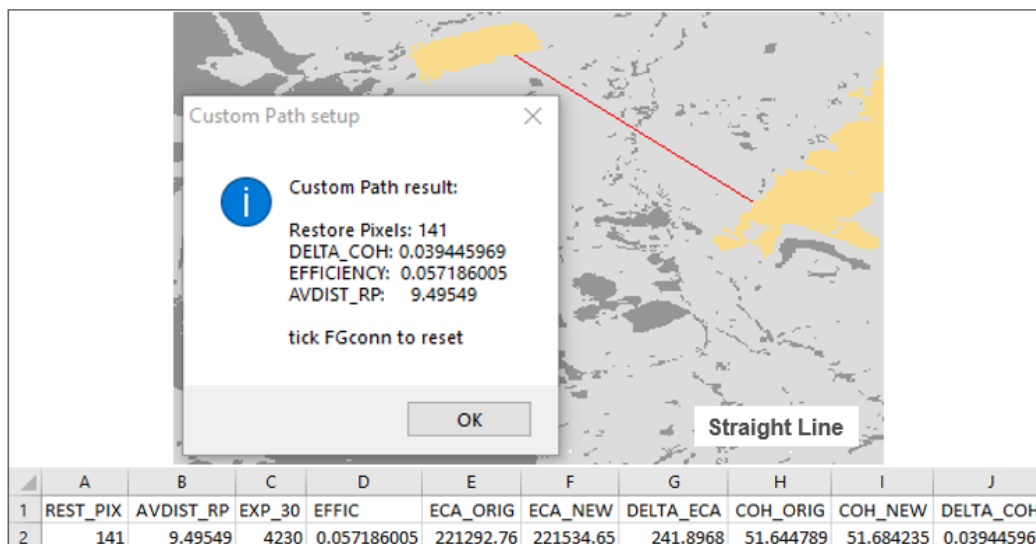 Custom Path setup
Custom Path result:
Restore Pixels: 141
DELTA_COH: 0.039445969
EFFICIENCY: 0.057186005
AVDIST_RP: 9.49549
tick FGconn to reset
OK
Straight Line
A B C D E F G H I J
1 REST_PIX AVDIST_RP EXP_30 EFFIC ECA_ORIG ECA_NEW DELTA_ECA COH_ORIG COH_NEW DELTA_COH
2 141 9.49549 4230 0.057186005 221292.76 221534.65 241.8968 51.644789 51.684235 0.03944596